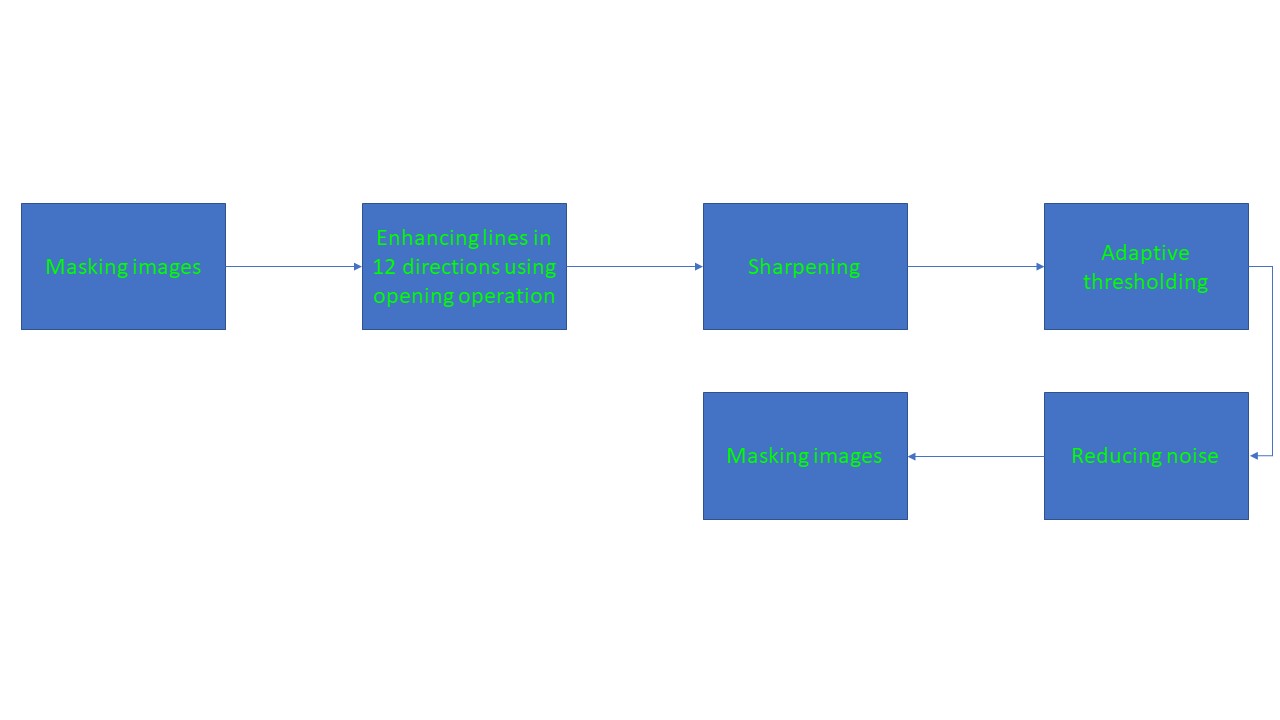 Masking images
Enhancing lines in
12 directions using
opening operation
Sharpening
Adaptive
thresholding
Masking images
Reducing noise